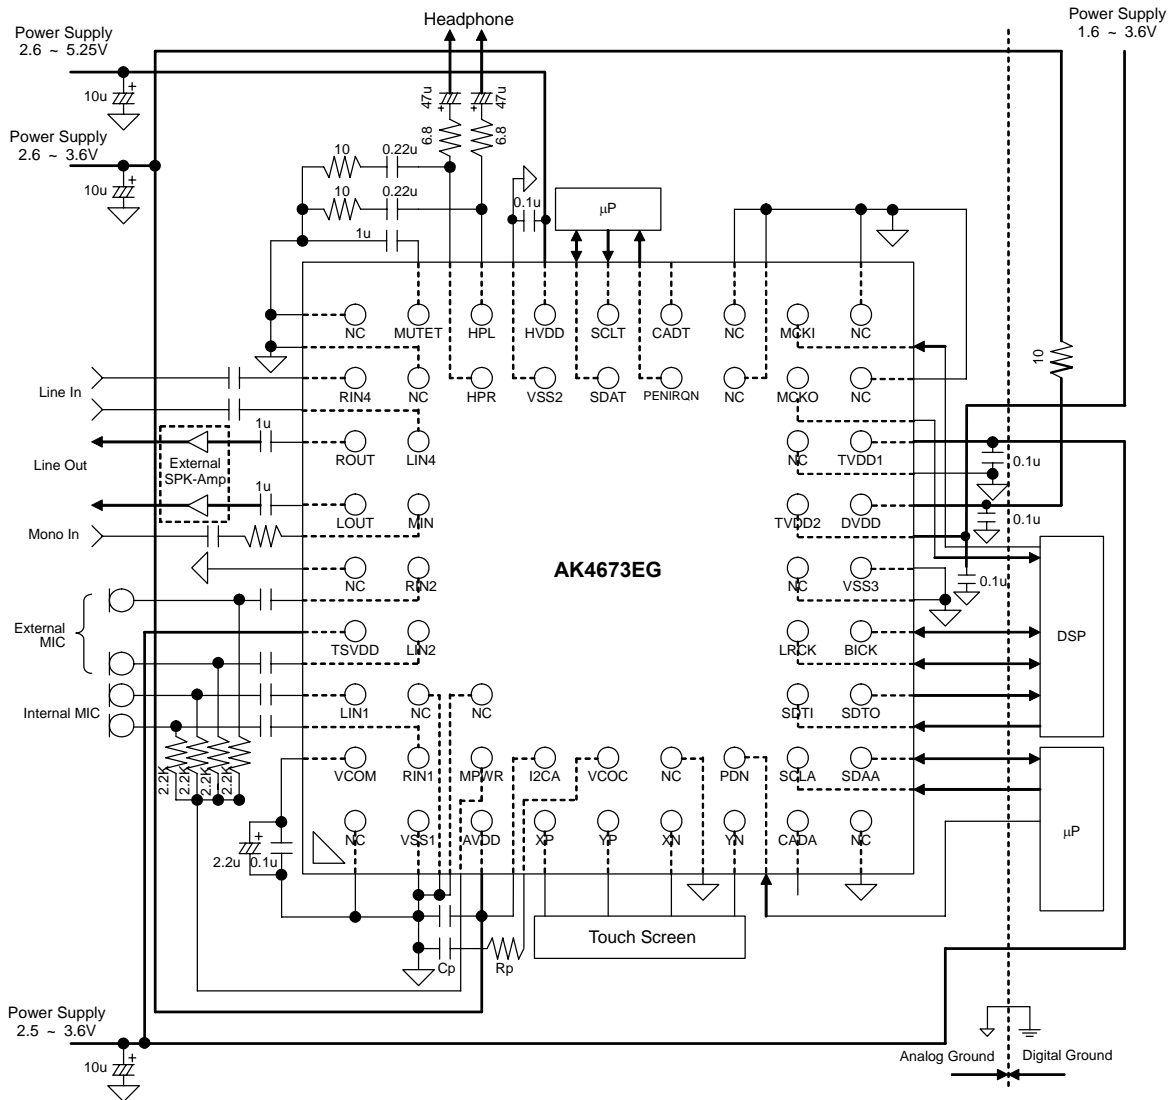 Headphone
Power Supply
1.6 ~ 3.6V
Power Supply
2.6 ~ 5.25V
10u
47u
47u
6.8
6.8
Power Supply
2.6 ~ 3.6V
10u
10
0.22u
10
0.22u
1u
0.1u
μP
NC
MUTET
HPL
HVDD
SCLT
CADT
NC
MCKI
NC
10
Line In
RIN4
NC
HPR
VSS2
SDAT
PENIRQN
NC
MCKO
NC
1u
External
SPK-Amp
Line Out
ROUT
LIN4
NC
TVDD1
0.1u
1u
LOUT
MIN
TVDD2
DVDD
0.1u
Mono In
AK4673EG
NC
RIN2
NC
VSS3
0.1u
External
MIC
TSVDD
LIN2
LRCK
BICK
DSP
Internal MIC
LIN1
NC
NC
SDTI
SDTO
2.2K
2.2K
2.2K
2.2K
VCOM
RIN1
MPWR
I2CA
VCOC
NC
PDN
SCLA
SDAA
2.2u
0.1u
NC
VSS1
AVDD
XP
YP
XN
YN
CADA
NC
μP
Touch Screen
Cp
Rp
Power Supply
2.5 ~ 3.6V
10u
Analog Ground
Digital Ground